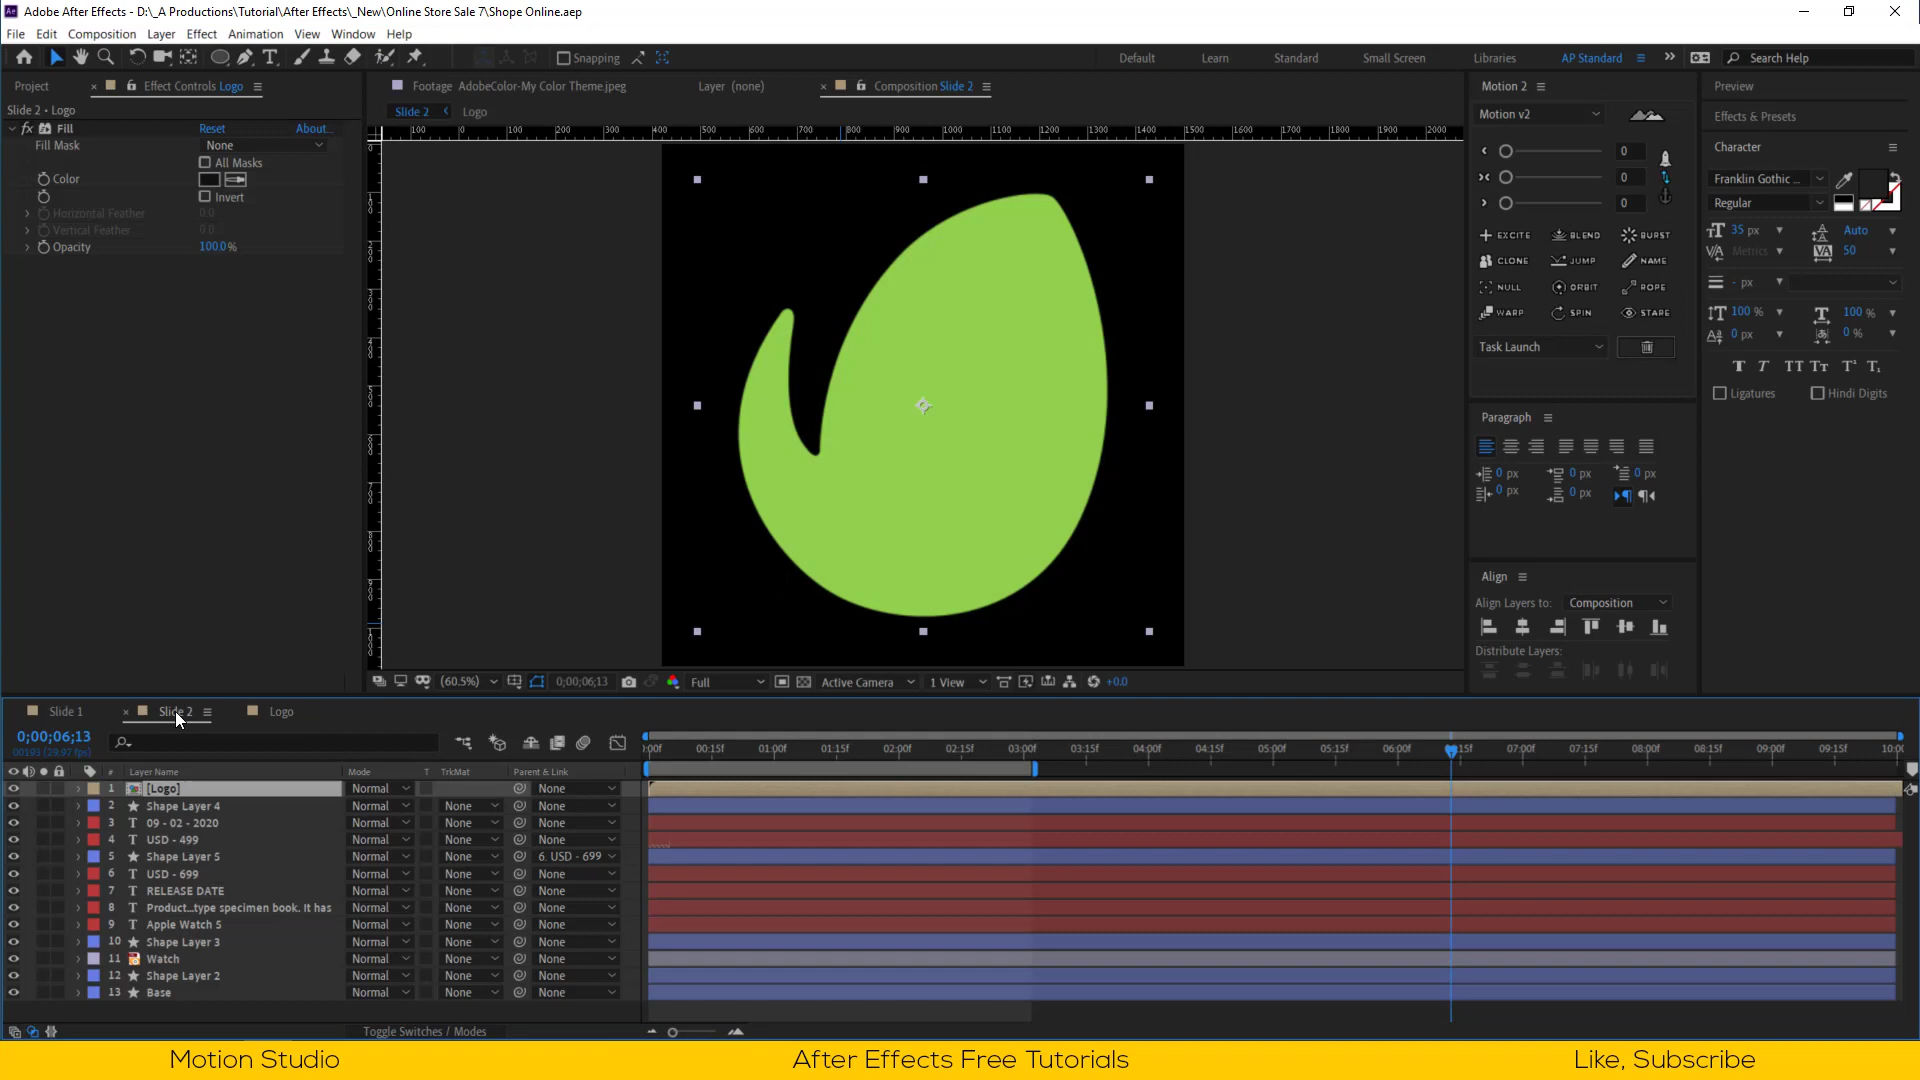 Adobe After Effects - D:\_A Productions\Tutorial\After Effects\_New\Online Store Sale 7\Shope Online.aep
File Edit Composition Layer Effect Animation View Window Help
Snapping
Default Learn Standard Small Screen Libraries AP Standard Search Help
Project Effect Controls Logo
Footage AdobeColor-My Color Theme.jpeg Layer (none) Composition Slide 2
Motion 2 Preview
Slide 2 • Logo
Slide 2 Logo
Motion v2
Effects & Presets
fx Fill Reset About...
Fill Mask None
All Masks
Color
Invert
Horizontal Feather 0.0
Vertical Feather 0.0
Opacity 100.0%
100 0 100 200 300 400 500 600 700 800 900 1000 1100 1200 1300 1400 1500 1600 1700 1800 1900 2000
0
0
0
EXCITE BLEND BURST
CLONE JUMP NAME
NULL ORBIT ROPE
WARP SPIN STARE
Task Launch
Character
Franklin Gothic ...
Regular
35 px Auto
Metrics 50
- px
100 % 100 %
0 px 0 %
Ligatures Hindi Digits
Paragraph
0 px 0 px 0 px
0 px 0 px
Align
Align Layers to: Composition
Distribute Layers:
(60.5%) 0;00;06;13 Full Active Camera 1 View +0.0
Slide 1 Slide 2 Logo
0;00;06;13
00193 (29.97 fps)
:00f 00:15f 01:00f 01:15f 02:00f 02:15f 03:00f 03:15f 04:00f 04:15f 05:00f 05:15f 06:00f 15f 07:00f 07:15f 08:00f 08:15f 09:00f 09:15f 10:0
# Layer Name Mode T TrkMat Parent & Link
1 [Logo] Normal None
2 Shape Layer 4 Normal None None
3 09 - 02 - 2020 Normal None None
4 USD - 499 Normal None None
5 Shape Layer 5 Normal None 6. USD - 699
6 USD - 699 Normal None None
7 RELEASE DATE Normal None None
8 Product...type specimen book. It has Normal None None
9 Apple Watch 5 Normal None None
10 Shape Layer 3 Normal None None
11 Watch Normal None None
12 Shape Layer 2 Normal None None
13 Base Normal None None
Toggle Switches / Modes
Motion Studio After Effects Free Tutorials Like, Subscribe